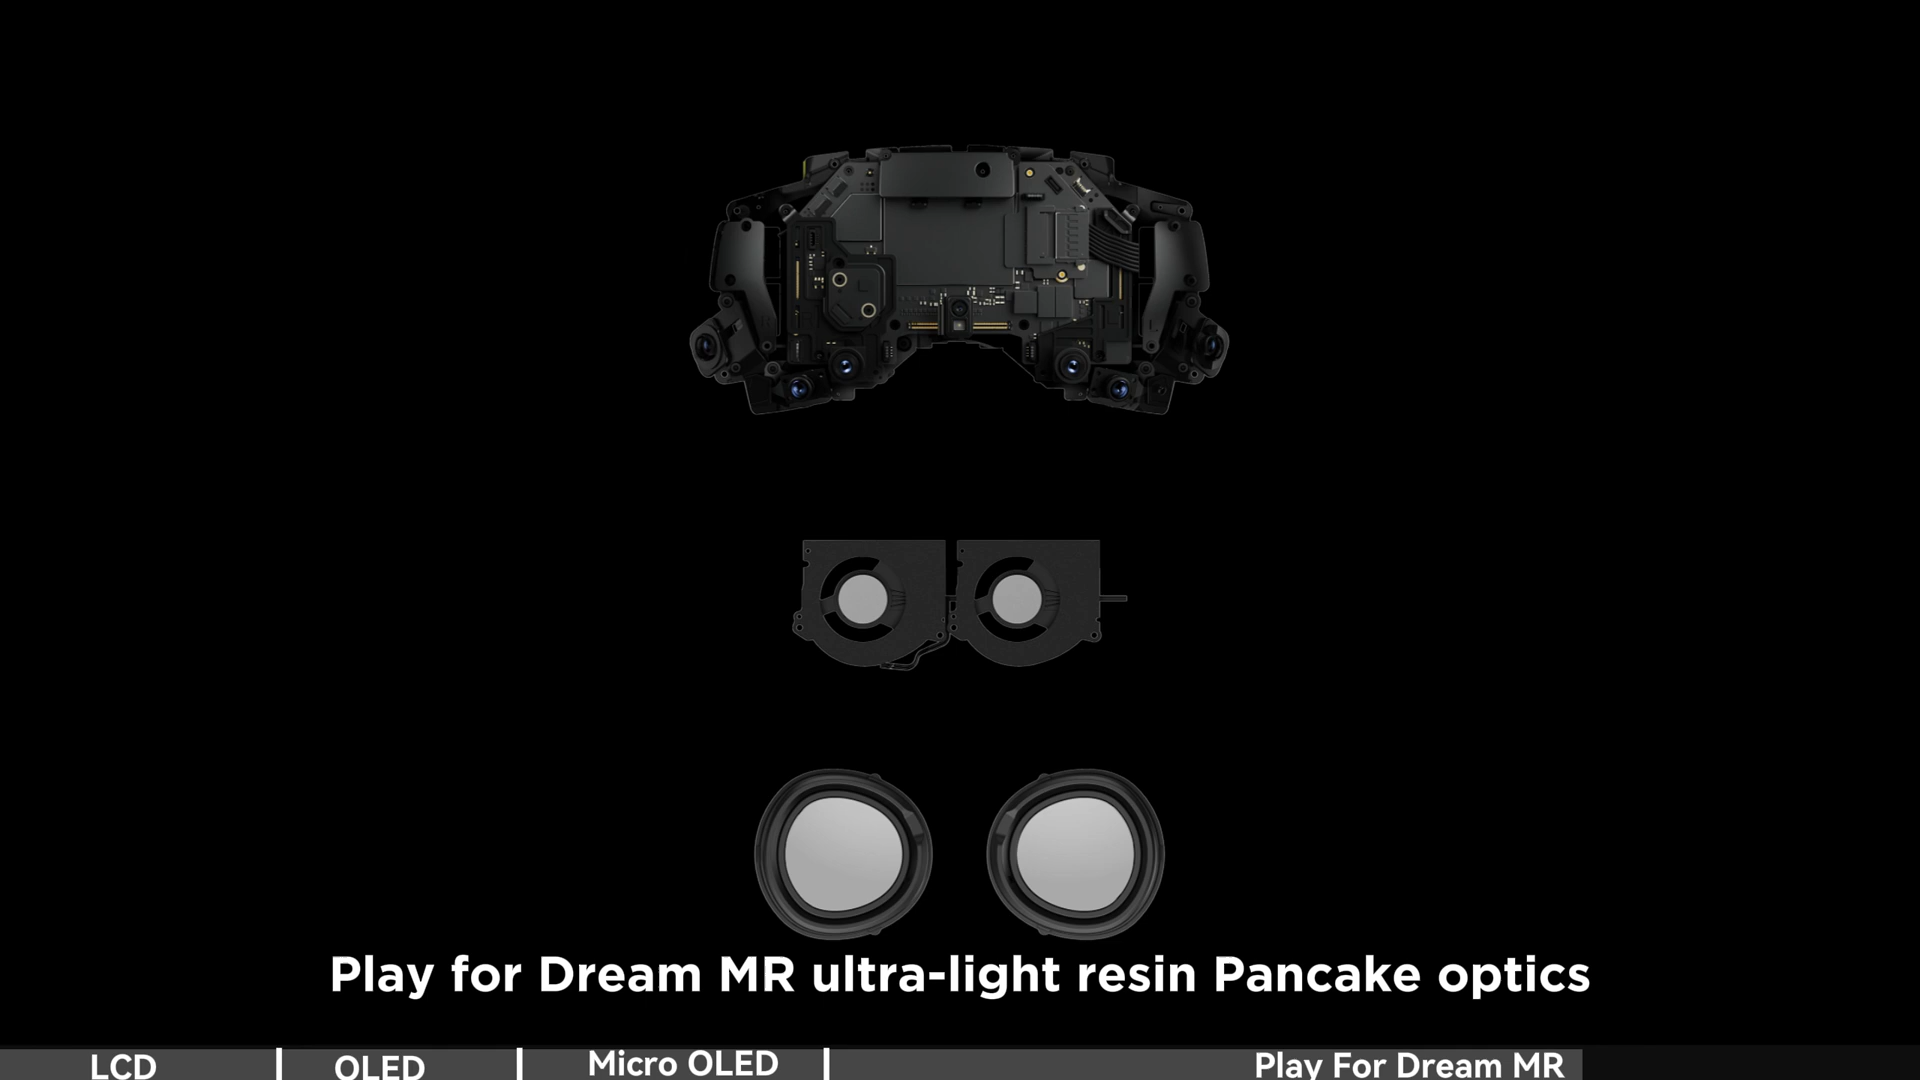 Play for Dream MR ultra-light resin Pancake optics
LCD
OLED
Micro OLED
Play For Dream MR